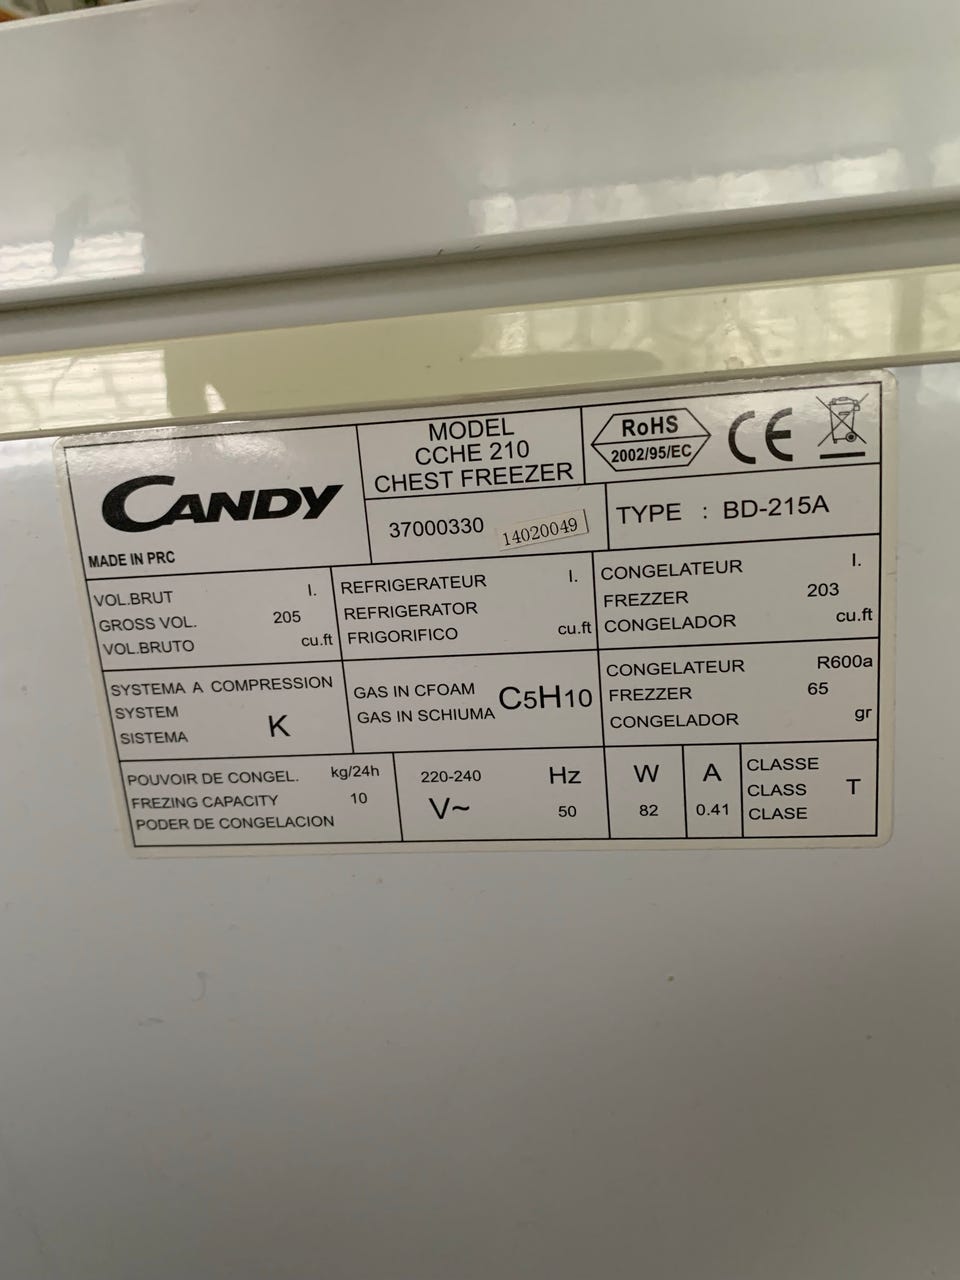 CANDY
MADE IN PRC
MODEL
CCHE 210
CHEST FREEZER
RoHS
2002/95/EC
CE
37000330 14020049
TYPE : BD-215A
VOL.BRUT l.
GROSS VOL. 205
VOL.BRUTO cu.ft
REFRIGERATEUR l.
REFRIGERATOR
FRIGORIFICO cu.ft
CONGELATEUR l.
FREZZER 203
CONGELADOR cu.ft
SYSTEMA A COMPRESSION
SYSTEM K
SISTEMA
GAS IN CFOAM C5H10
GAS IN SCHIUMA
CONGELATEUR R600a
FREZZER 65
CONGELADOR gr
POUVOIR DE CONGEL. kg/24h
FREZING CAPACITY 10
PODER DE CONGELACION
220-240 Hz
V~ 50
W
82
A
0.41
CLASSE
CLASS T
CLASE